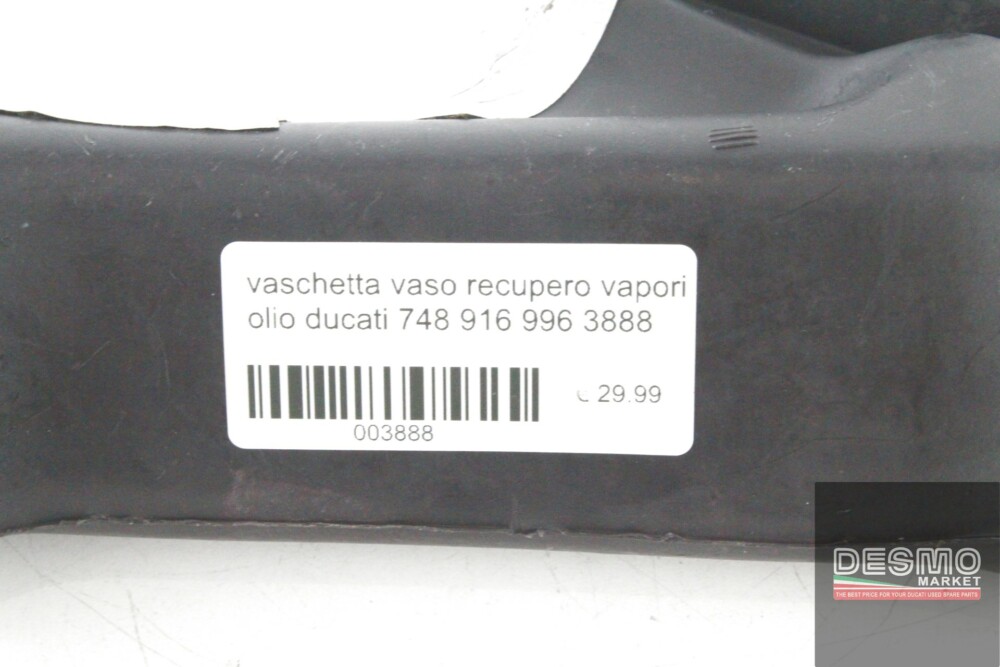 vaschetta vaso recupero vapori
olio ducati 748 916 996 3888
€ 29.99
003888
DESMO
MARKET
THE BEST PRICE FOR YOUR DUCATI USED SPARE PARTS